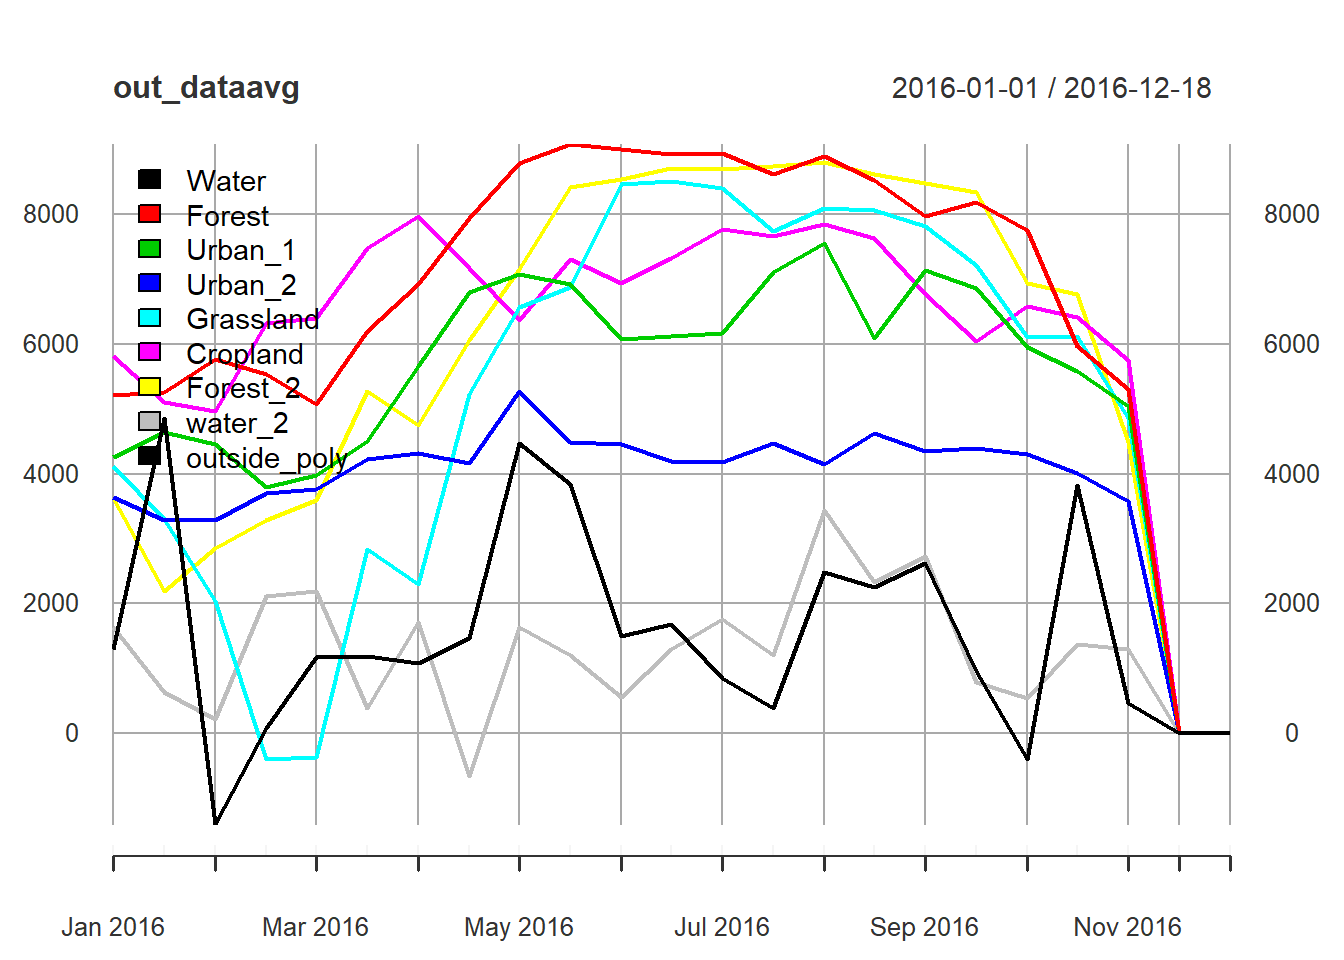 out_dataavg
2016-01-01 / 2016-12-18
Water
Forest
Urban_1
Urban_2
Grassland
Cropland
Forest_2
water_2
outside_poly
8000
6000
4000
2000
0
8000
6000
4000
2000
0
Jan 2016
Mar 2016
May 2016
Jul 2016
Sep 2016
Nov 2016